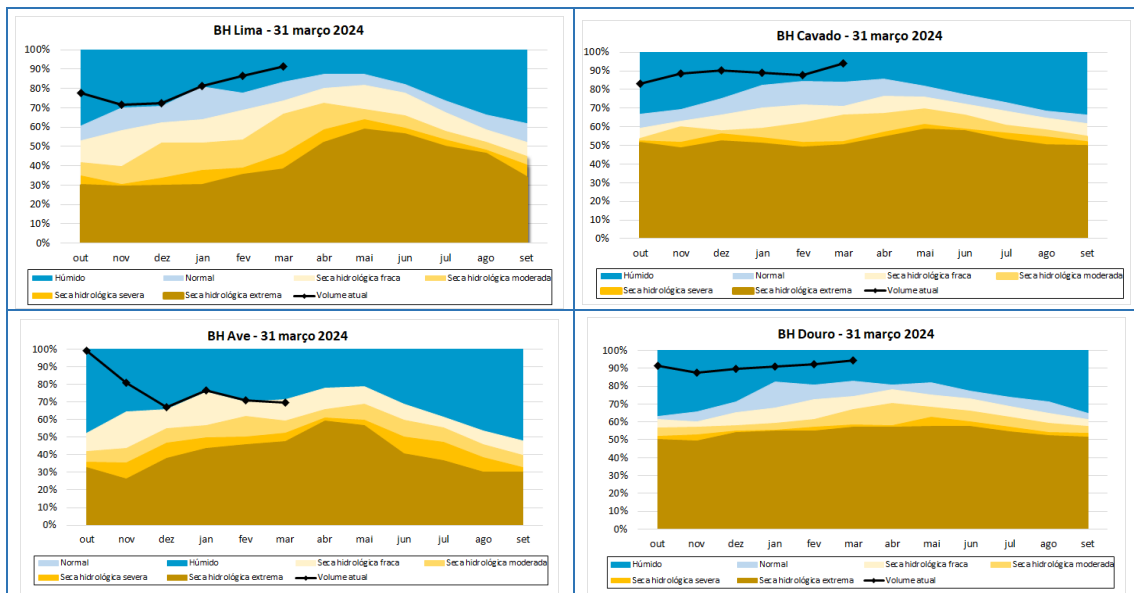 BH Lima - 31 março 2024
100%
90%
80%
70%
60%
50%
40%
30%
20%
10%
0%
out nov dez jan fev mar abr mai jun jul ago set
Húmido Normal Seca hidrológica fraca Seca hidrológica moderada
Seca hidrológica severa Seca hidrológica extrema Volume atual
BH Cavado - 31 março 2024
100%
90%
80%
70%
60%
50%
40%
30%
20%
10%
0%
out nov dez jan fev mar abr mai jun jul ago set
Húmido Normal Seca hidrológica fraca Seca hidrológica moderada
Seca hidrológica severa Seca hidrológica extrema Volume atual
BH Ave - 31 março 2024
100%
90%
80%
70%
60%
50%
40%
30%
20%
10%
0%
out nov dez jan fev mar abr mai jun jul ago set
Normal Húmido Seca hidrológica fraca Seca hidrológica moderada
Seca hidrológica severa Seca hidrológica extrema Volume atual
BH Douro - 31 março 2024
100%
90%
80%
70%
60%
50%
40%
30%
20%
10%
0%
out nov dez jan fev mar abr mai jun jul ago set
Húmido Normal Seca hidrológica fraca Seca hidrológica moderada
Seca hidrológica severa Seca hidrológica extrema Volume atual